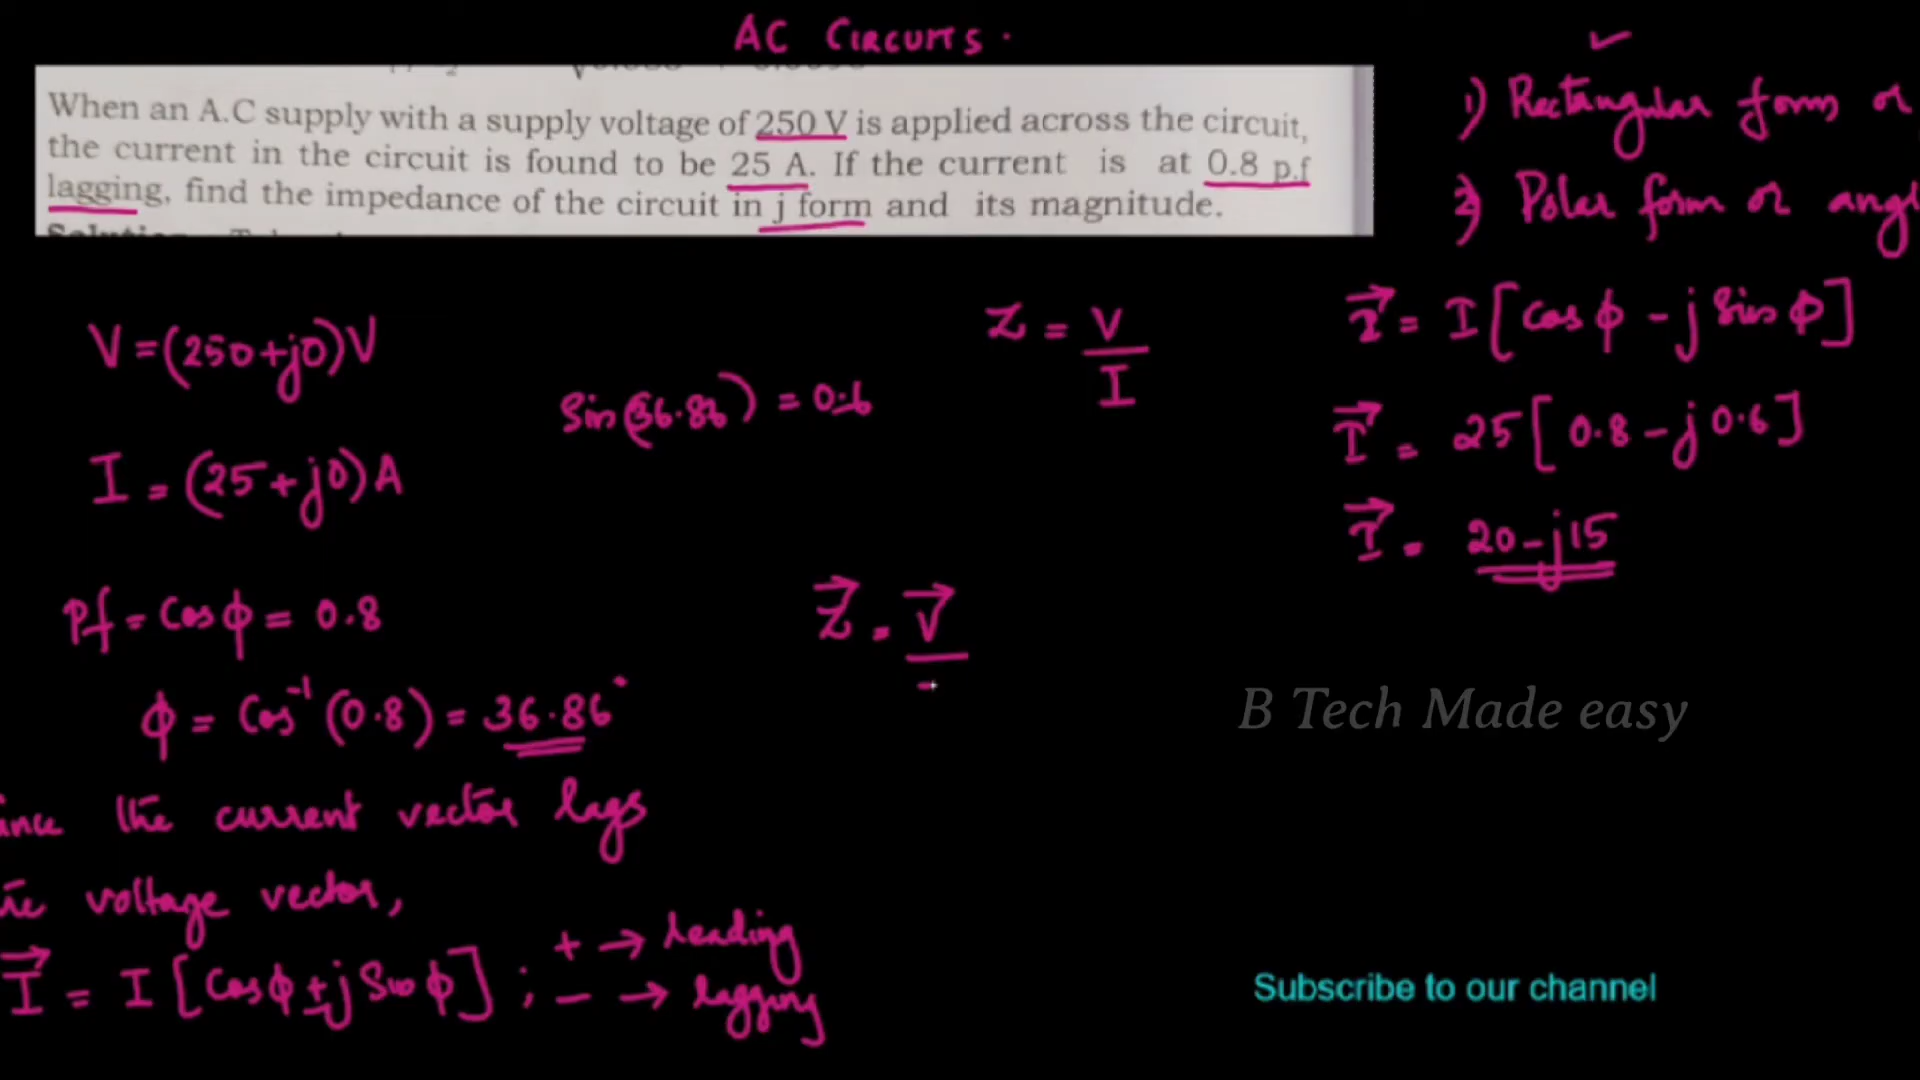 AC CIRCUITS.
When an A.C supply with a supply voltage of 250 V is applied across the circuit,
the current in the circuit is found to be 25 A. If the current is at 0.8 p.f
lagging, find the impedance of the circuit in j form and its magnitude.
1) Rectangular form or
2) Polar form or angl
V = (250+j0)V
I = (25+j0)A
Sin(36.86) = 0.6
Z = V/I
I⃗ = I[Cos ϕ - j Sin ϕ]
I⃗ = 25[0.8 - j0.6]
I⃗ = 20-j15
Pf = Cos ϕ = 0.8
ϕ = Cos⁻¹(0.8) = 36.86°
Z⃗ = V⃗
ince the current vector lags
voltage vector,
I⃗ = I[Cos ϕ ± j Sin ϕ] ; + → leading
- → lagging
B Tech Made easy
Subscribe to our channel